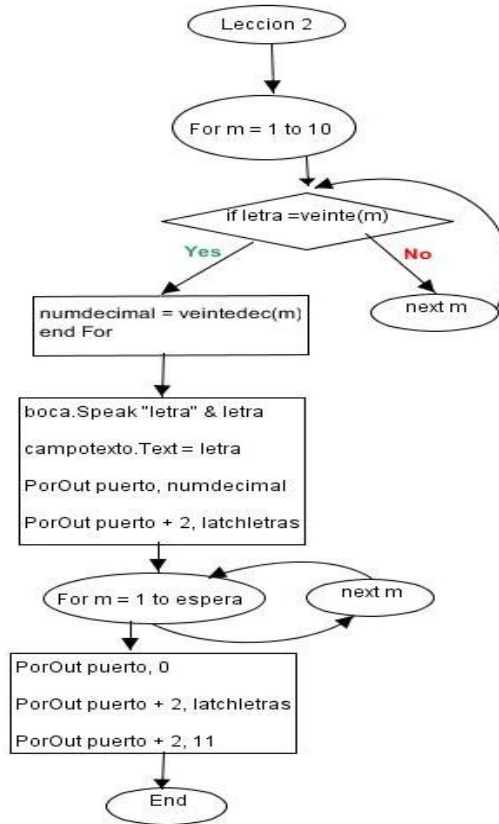 Leccion 2
For m = 1 to 10
if letra =veinte(m)
Yes
No
numdecimal = veintedec(m)
end For
next m
boca.Speak "letra" & letra
campotexto.Text = letra
PorOut puerto, numdecimal
PorOut puerto + 2, latchletras
For m = 1 to espera
next m
PorOut puerto, 0
PorOut puerto + 2, latchletras
PorOut puerto + 2, 11
End